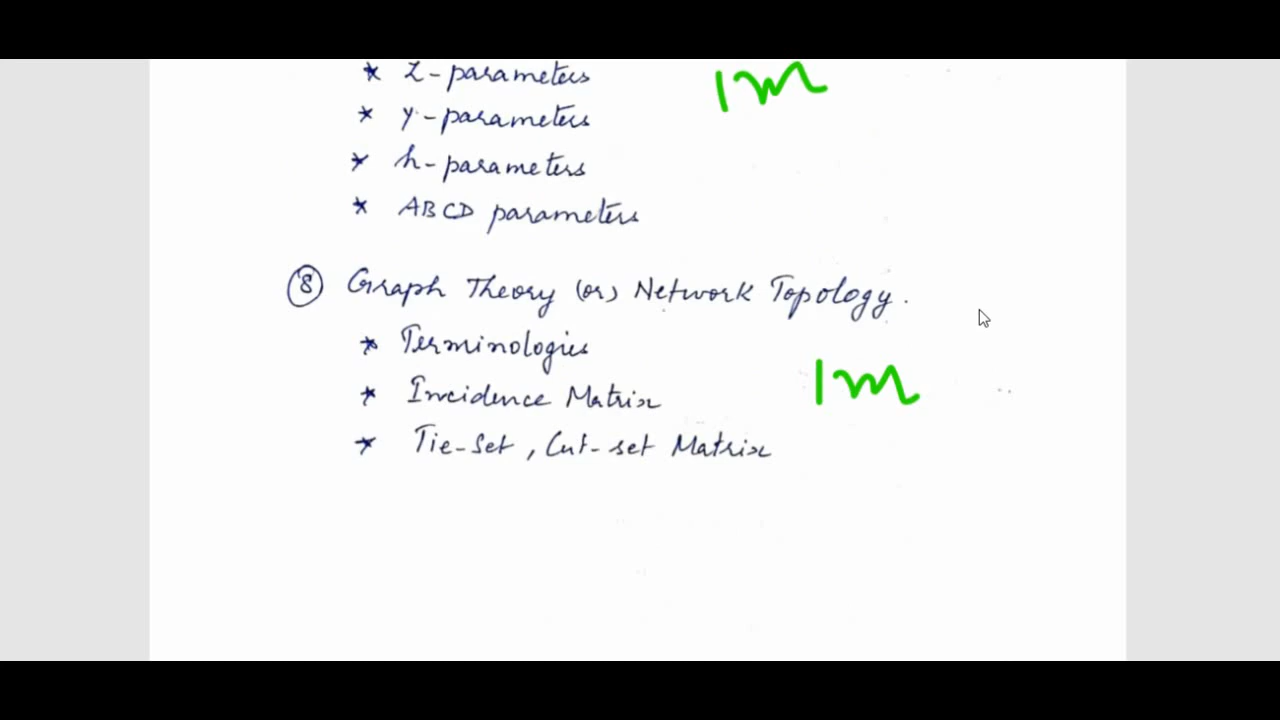 * Z-parameters 1M
* Y-parameters
* h-parameters
* ABCD parameters
⑧ Graph Theory (or) Network Topology.
* Terminologies
* Incidence Matrix 1M
* Tie-Set, Cut-set Matrix